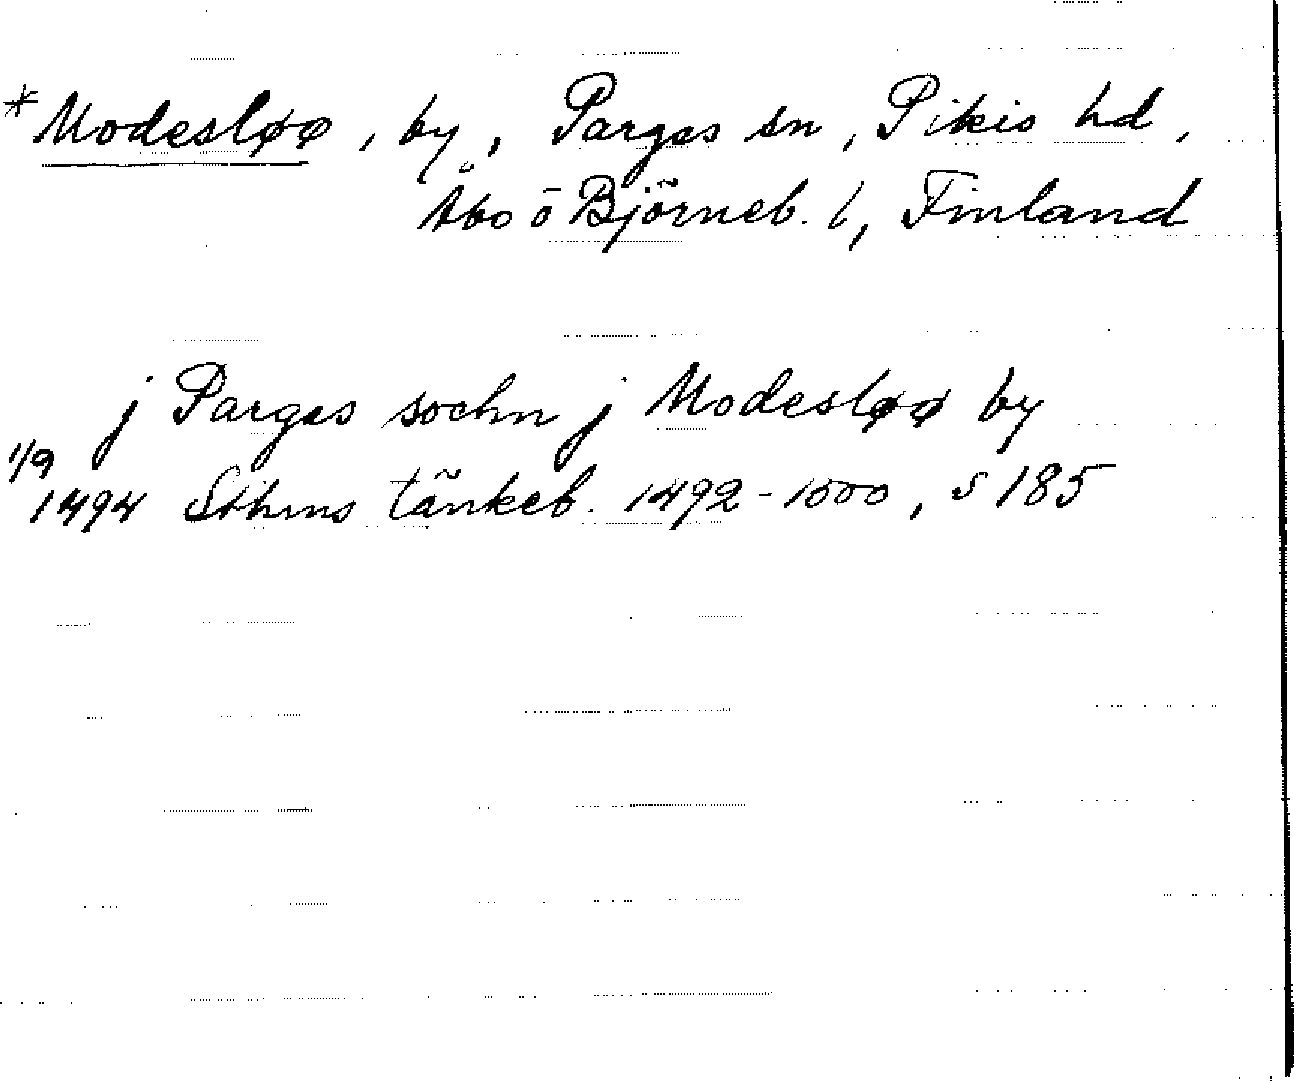 *Modesløø, by, Pargas sn, Pikis hd,
Åbo o Björneb. l, Finland
j Pargas sochn j Modesløø by
1/9
1494 Sthms tänkeb. 1492-1500, s 185